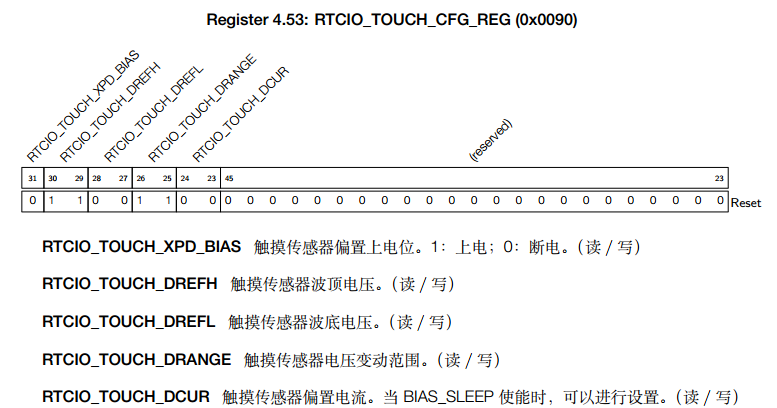 Register 4.53: RTCIO_TOUCH_CFG_REG (0x0090)
RTCIO_TOUCH_XPD_BIAS
RTCIO_TOUCH_DREFH
RTCIO_TOUCH_DREFL
RTCIO_TOUCH_DRANGE
RTCIO_TOUCH_DCUR
(reserved)
31 30 29 28 27 26 25 24 23 45 23
0 1 1 0 0 1 1 0 0 0 0 0 0 0 0 0 0 0 0 0 0 0 0 0 0 0 0 0 0 0 0 0 Reset
RTCIO_TOUCH_XPD_BIAS 触摸传感器偏置上电位。1：上电；0：断电。（读 / 写）
RTCIO_TOUCH_DREFH 触摸传感器波顶电压。（读 / 写）
RTCIO_TOUCH_DREFL 触摸传感器波底电压。（读 / 写）
RTCIO_TOUCH_DRANGE 触摸传感器电压变动范围。（读 / 写）
RTCIO_TOUCH_DCUR 触摸传感器偏置电流。当 BIAS_SLEEP 使能时，可以进行设置。（读 / 写）